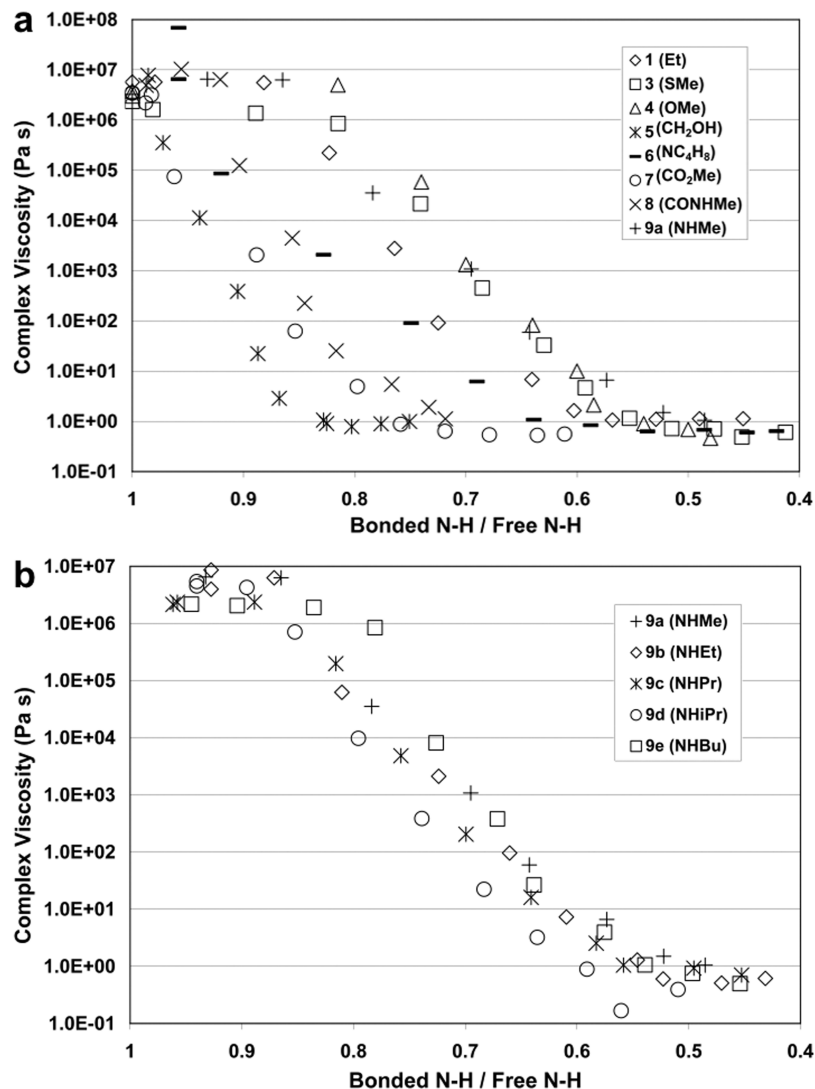 a
1.0E+08
1.0E+07
1.0E+06
1.0E+05
1.0E+04
1.0E+03
1.0E+02
1.0E+01
1.0E+00
1.0E-01
Complex Viscosity (Pa s)
1 0.9 0.8 0.7 0.6 0.5 0.4
Bonded N-H / Free N-H
1 (Et)
3 (SMe)
4 (OMe)
5 (CH2OH)
6 (NC4H8)
7 (CO2Me)
8 (CONHMe)
9a (NHMe)
b
1.0E+07
1.0E+06
1.0E+05
1.0E+04
1.0E+03
1.0E+02
1.0E+01
1.0E+00
1.0E-01
Complex Viscosity (Pa s)
1 0.9 0.8 0.7 0.6 0.5 0.4
Bonded N-H / Free N-H
9a (NHMe)
9b (NHEt)
9c (NHPr)
9d (NHiPr)
9e (NHBu)